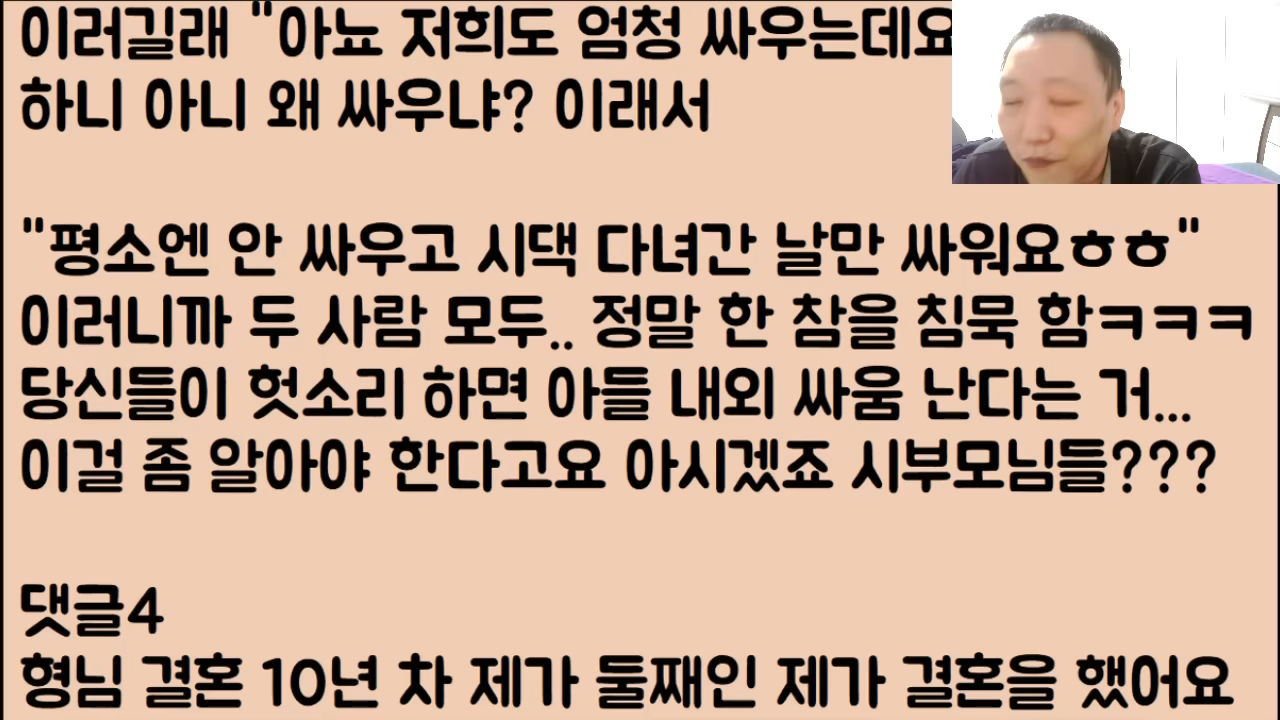 이러길래 "아뇨 저희도 엄청 싸우는데요
하니 아니 왜 싸우냐? 이래서
"평소엔 안 싸우고 시댁 다녀간 날만 싸워요ㅎㅎ"
이러니까 두 사람 모두.. 정말 한 참을 침묵 함ㅋㅋㅋ
당신들이 헛소리 하면 아들 내외 싸움 난다는 거...
이걸 좀 알아야 한다고요 아시겠죠 시부모님들???
댓글4
형님 결혼 10년 차 제가 둘째인 제가 결혼을 했어요